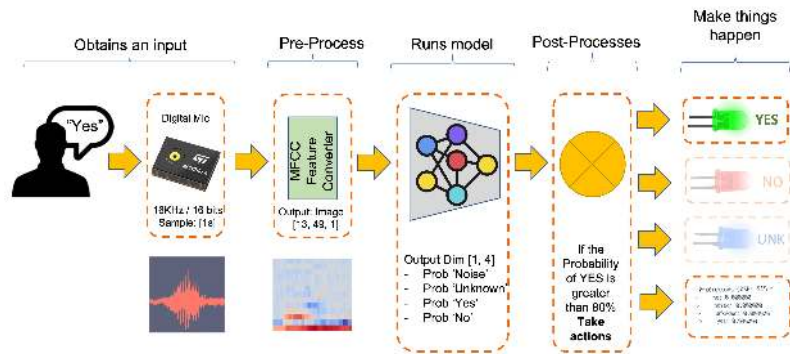 Obtains an input
Pre-Process
Runs model
Post-Processes
Make things
happen
"Yes"
Digital Mic
16KHz / 16 bits
Sample: [1s]
MFCC
Feature
Converter
Output: Image
[13, 49, 1]
Output Dim [1, 4]
- Prob 'Noise'
- Prob 'Unknown'
- Prob 'Yes'
- Prob 'No'
If the
Probability
of YES is
greater
than 80%
Take
actions
YES
NO
UNK